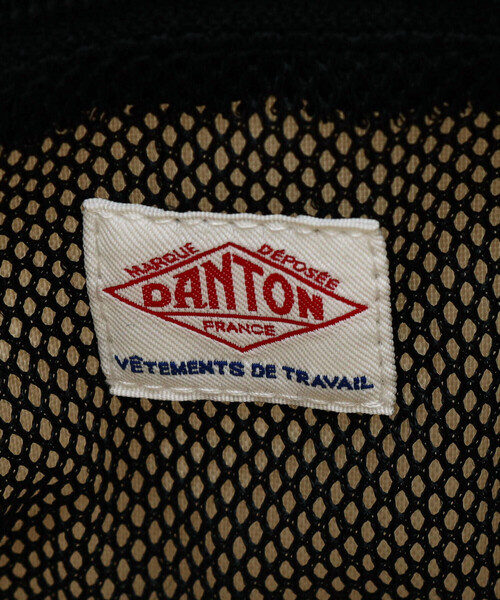 MARQUE DÉPOSÉE
DANTON
FRANCE
VÊTEMENTS DE TRAVAIL